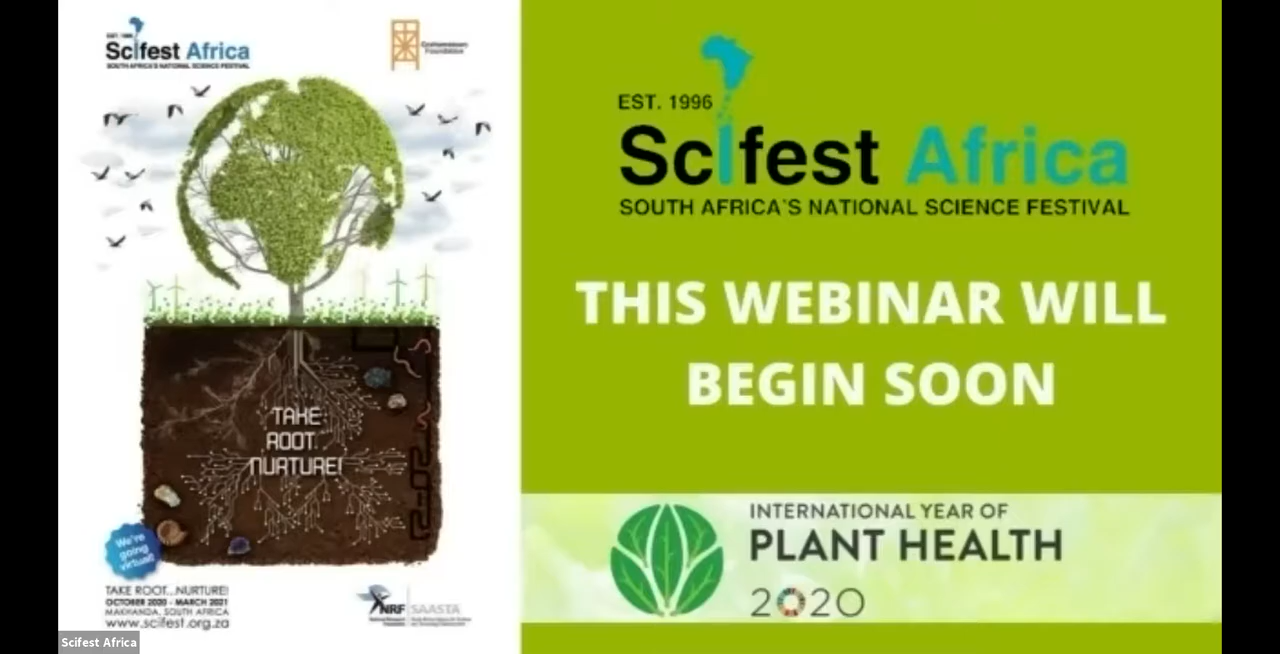 EST. 1996
Scifest Africa
SOUTH AFRICA'S NATIONAL SCIENCE FESTIVAL
Grahamstown
Foundation
TAKE
ROOT...
NURTURE!
We're
going
virtual!
TAKE ROOT...NURTURE!
OCTOBER 2020 - MARCH 2021
MAKHANDA, SOUTH AFRICA
www.scifest.org.za
NRF SAASTA
EST. 1996
Scifest Africa
SOUTH AFRICA`S NATIONAL SCIENCE FESTIVAL
THIS WEBINAR WILL
BEGIN SOON
INTERNATIONAL YEAR OF
PLANT HEALTH
2020
Scifest Africa